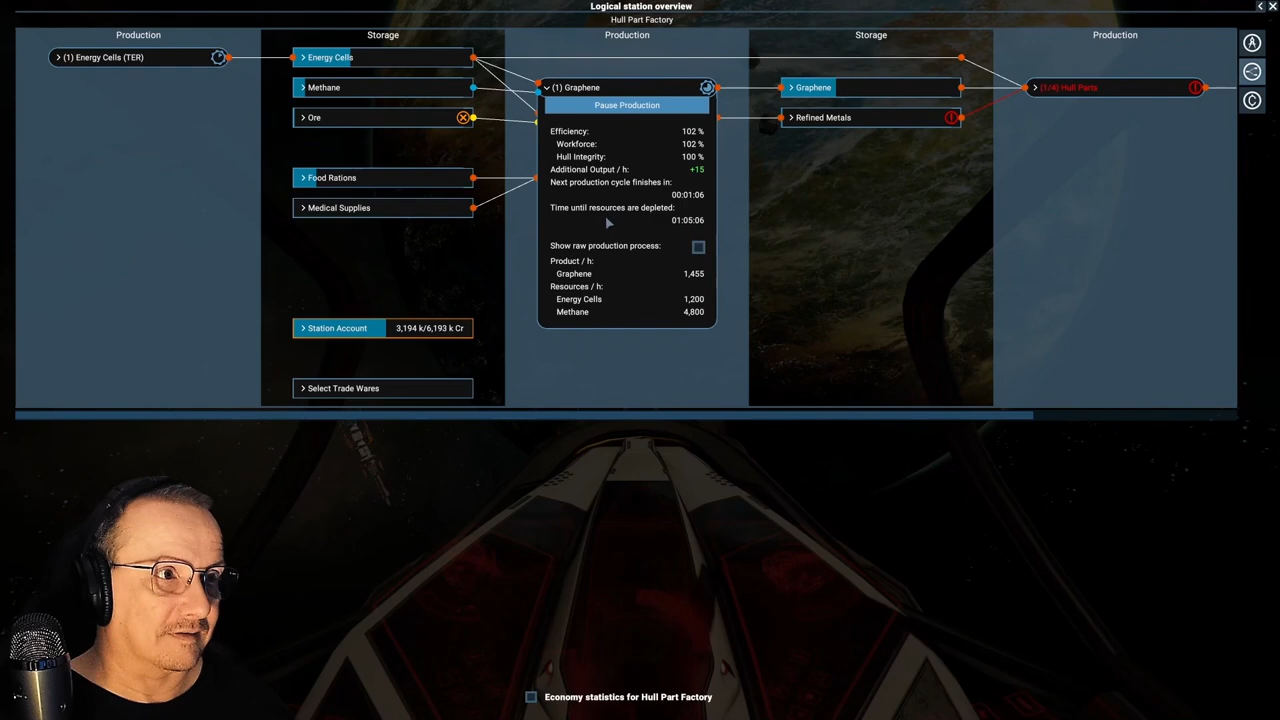 Logical station overview
Hull Part Factory
Production
Storage
Production
Storage
Production
(1) Energy Cells (TER)
Energy Cells
Methane
Ore
Food Rations
Medical Supplies
Station Account 3,194 k/6,193 k Cr
Select Trade Wares
(1) Graphene
Pause Production
Efficiency: 102 %
Workforce: 102 %
Hull Integrity: 100 %
Additional Output / h: +15
Next production cycle finishes in:
00:01:06
Time until resources are depleted:
01:05:06
Show raw production process:
Product / h:
Graphene 1,455
Resources / h:
Energy Cells 1,200
Methane 4,800
Graphene
Refined Metals
(1/4) Hull Parts
Economy statistics for Hull Part Factory